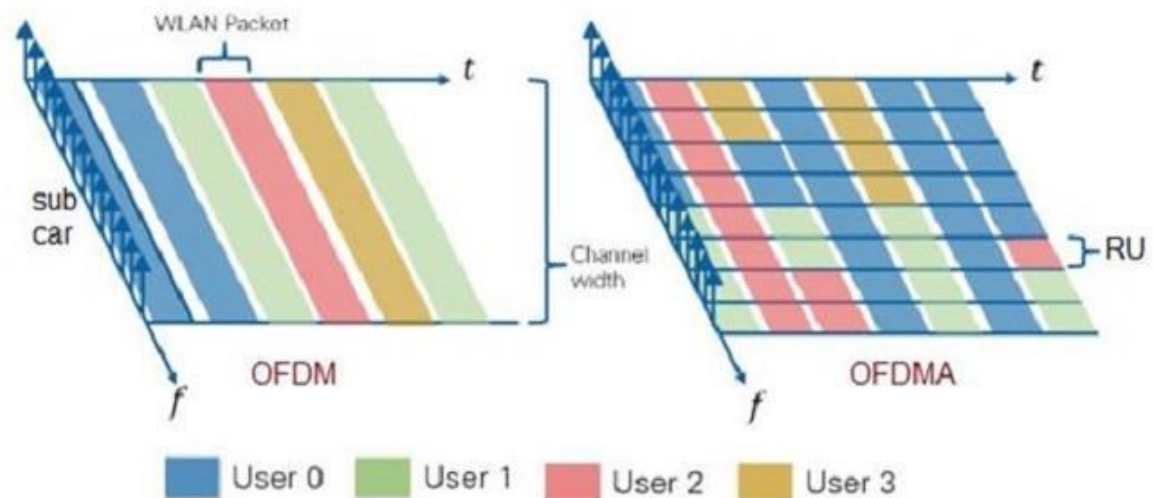 WLAN Packet
t
sub
car
Channel
width
OFDM
f
t
RU
OFDMA
f
User 0
User 1
User 2
User 3